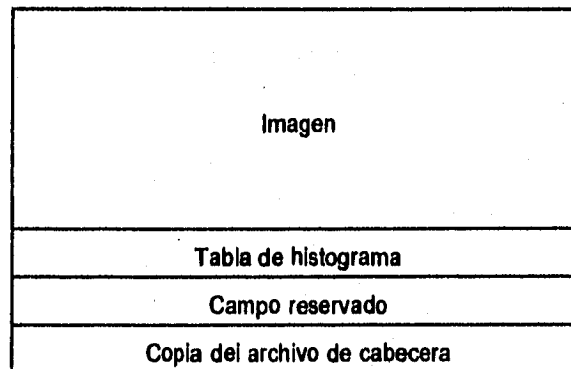 Imagen
Tabla de histograma
Campo reservado
Copia del archivo de cabecera